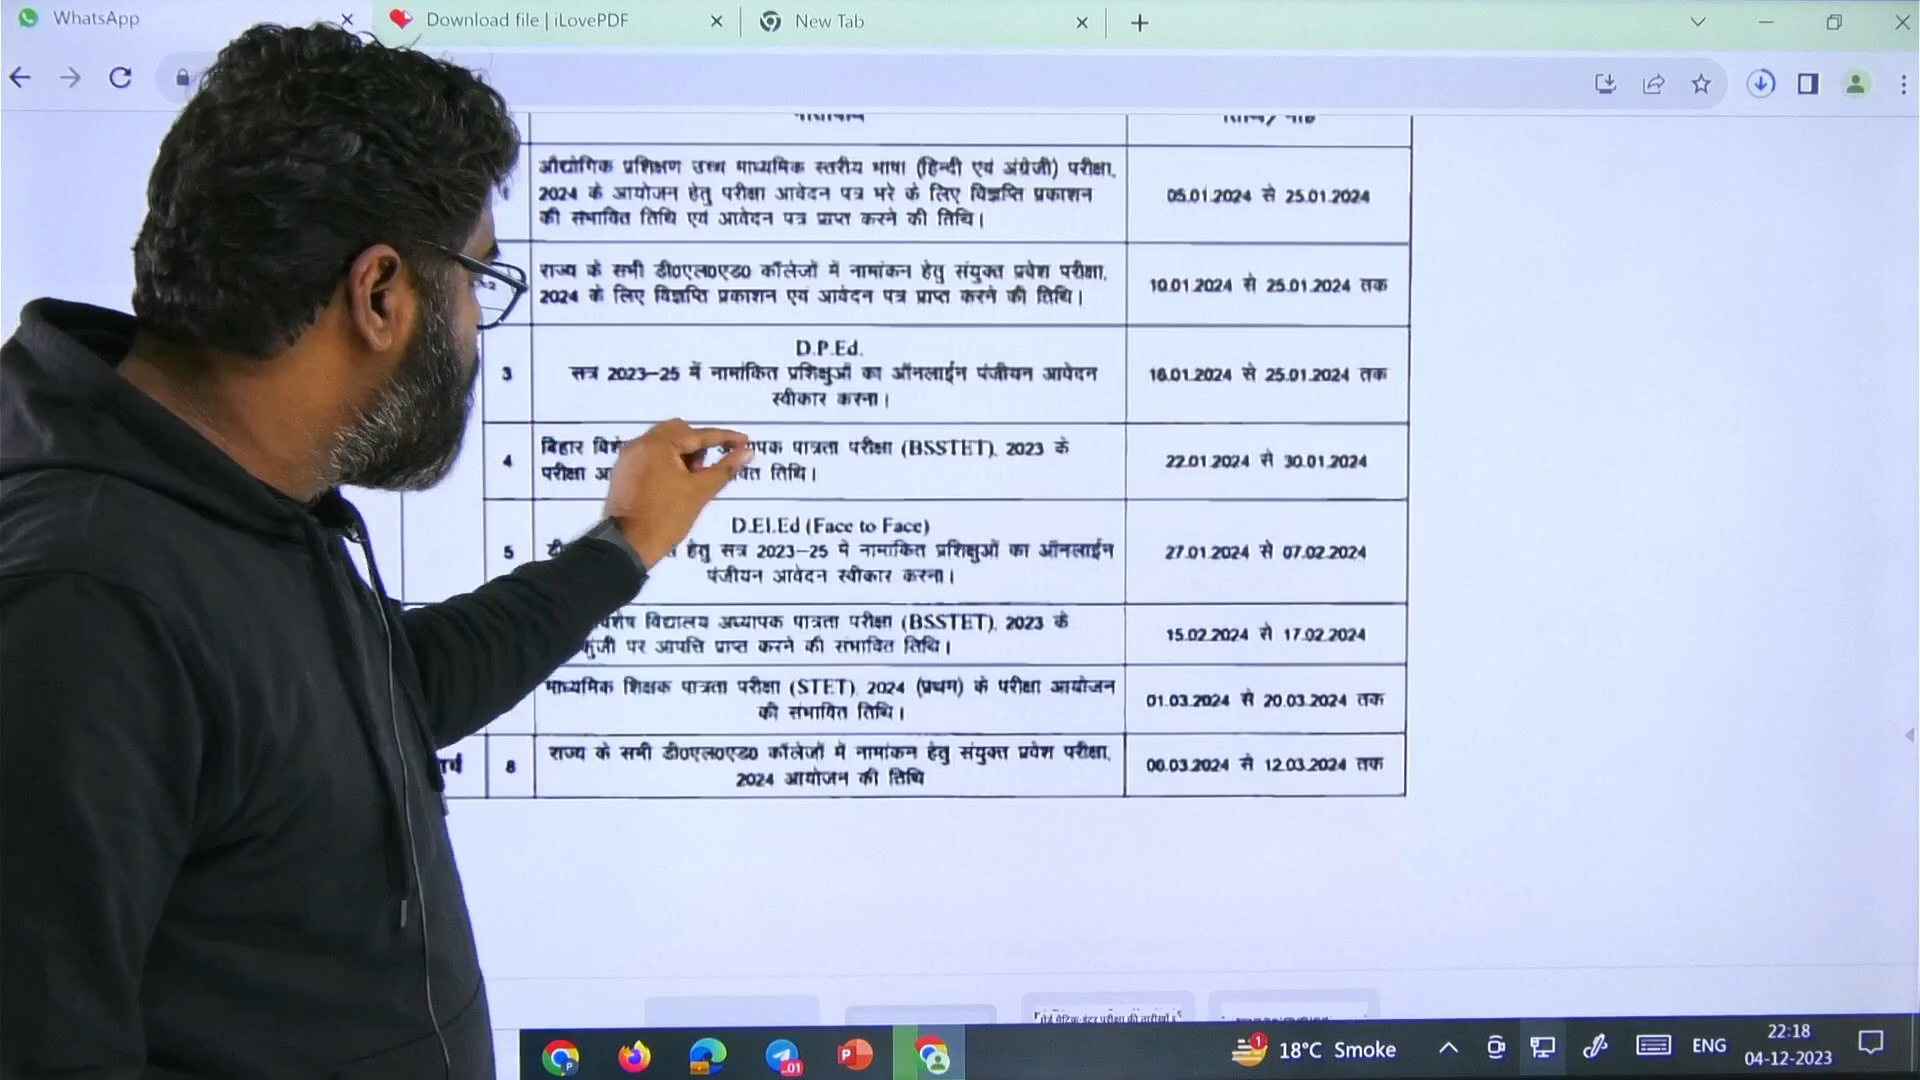 WhatsApp
Download file | iLovePDF
New Tab
औद्योगिक प्रशिक्षण उच्च माध्यमिक स्तरीय भाषा (हिन्दी एवं अंग्रेजी) परीक्षा,
2024 के आयोजन हेतु परीक्षा आवेदन पत्र भरे के लिए विज्ञप्ति प्रकाशन
की संभावित तिथि एवं आवेदन पत्र प्राप्त करने की तिथि।
05.01.2024 से 25.01.2024
राज्य के सभी डी०एल०एड० कॉलेजों में नामांकन हेतु संयुक्त प्रवेश परीक्षा,
2024 के लिए विज्ञप्ति प्रकाशन एवं आवेदन पत्र प्राप्त करने की तिथि।
10.01.2024 से 25.01.2024 तक
D.P.Ed.
3 सत्र 2023-25 में नामांकित प्रशिक्षुओं का ऑनलाईन पंजीयन आवेदन
स्वीकार करना।
16.01.2024 से 25.01.2024 तक
4 बिहार पात्रता परीक्षा (BSSTET), 2023 के
परीक्षा तिथि।
22.01.2024 से 30.01.2024
D.El.Ed (Face to Face)
5 हेतु सत्र 2023-25 में नामांकित प्रशिक्षुओं का ऑनलाईन
पंजीयन आवेदन स्वीकार करना।
27.01.2024 से 07.02.2024
विद्यालय अध्यापक पात्रता परीक्षा (BSSTET), 2023 के
पर आपत्ति प्राप्त करने की संभावित तिथि।
15.02.2024 से 17.02.2024
माध्यमिक शिक्षक पात्रता परीक्षा (STET), 2024 (प्रथम) के परीक्षा आयोजन
की संभावित तिथि।
01.03.2024 से 20.03.2024 तक
8 राज्य के सभी डी०एल०एड० कॉलेजों में नामांकन हेतु संयुक्त प्रवेश परीक्षा,
2024 आयोजन की तिथि
06.03.2024 से 12.03.2024 तक
18°C Smoke
ENG
22:18
04-12-2023